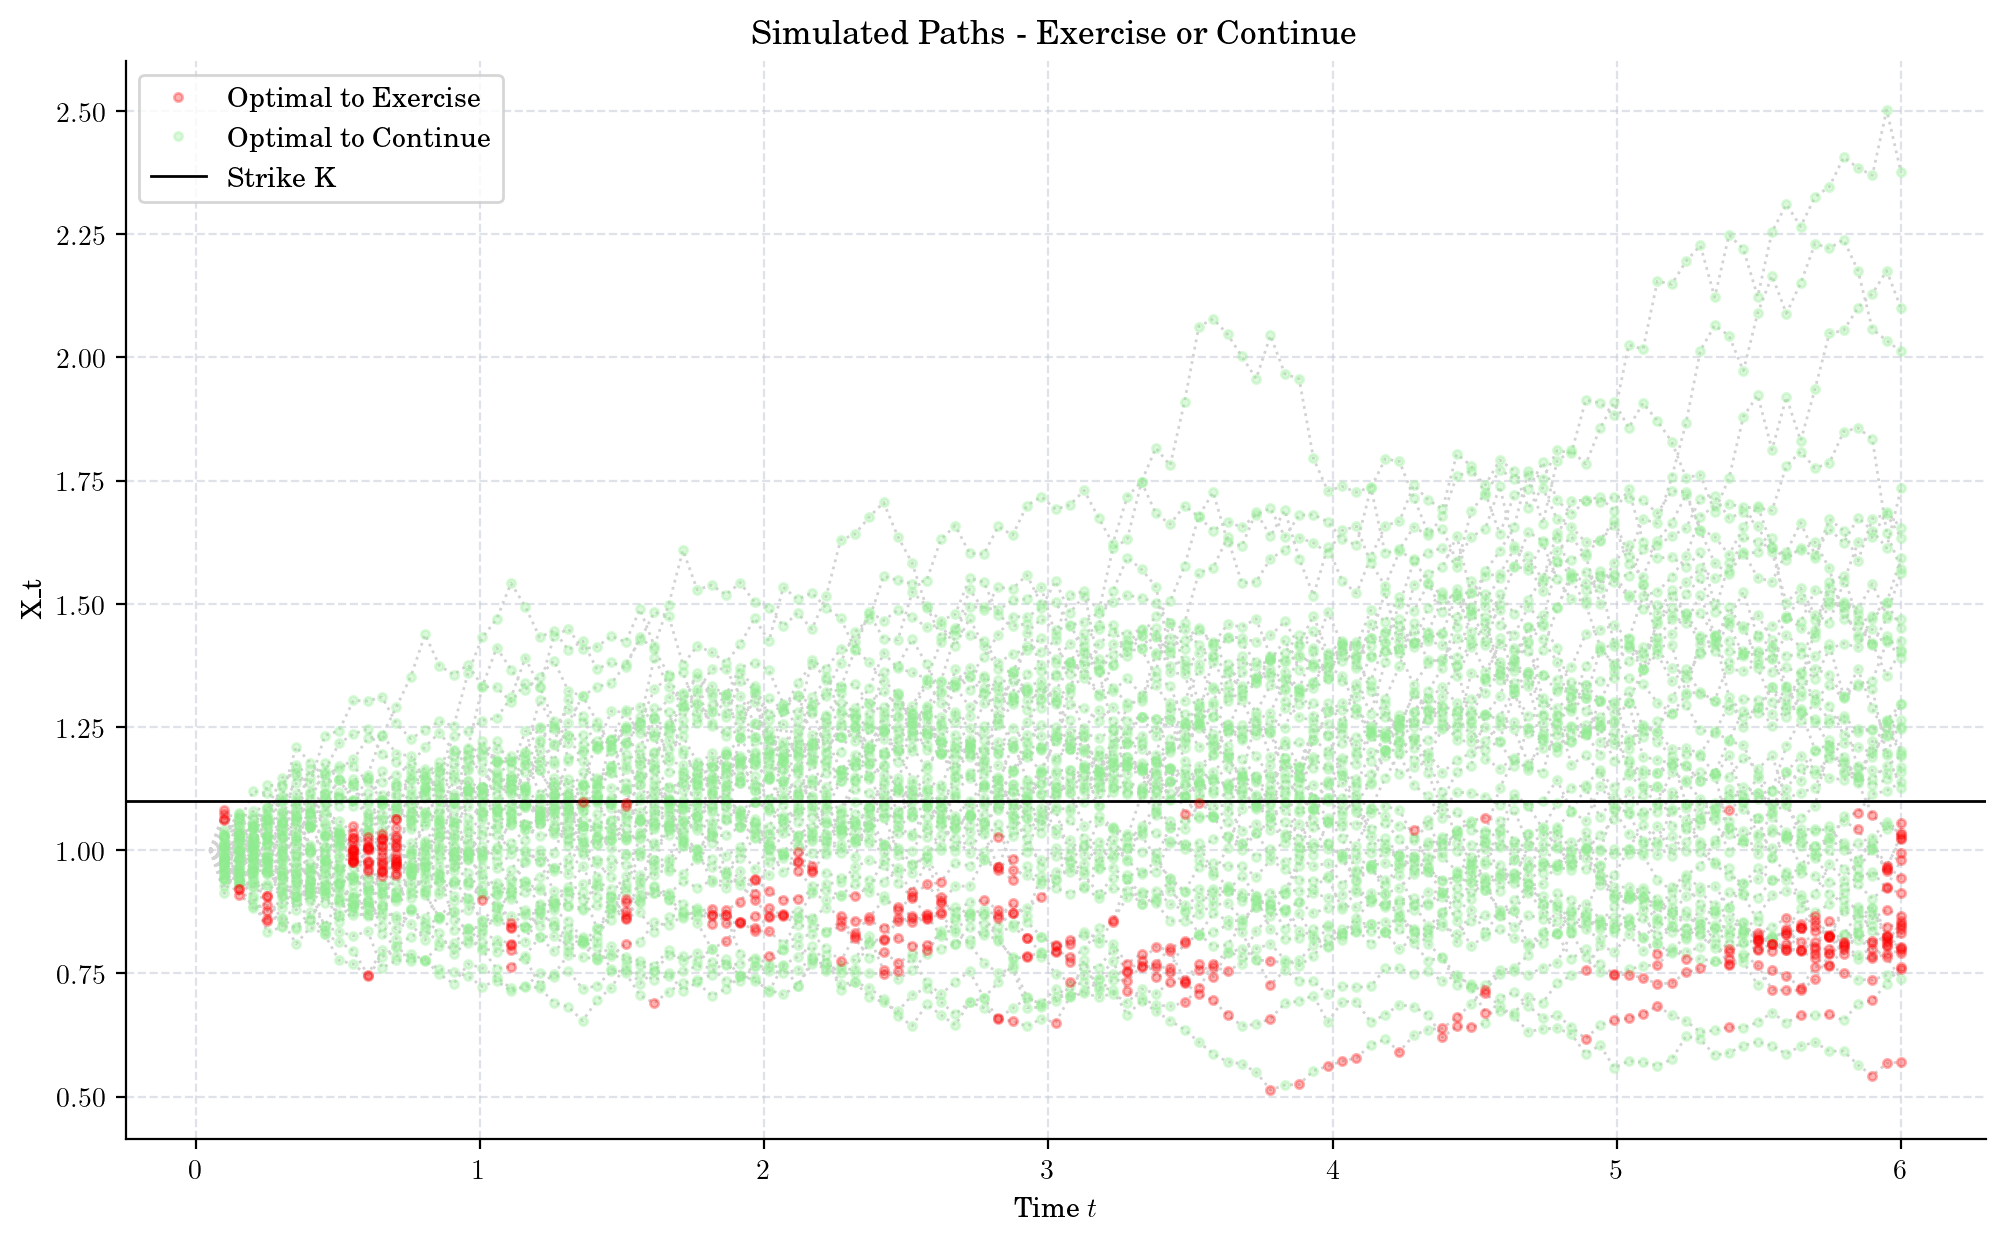 Simulated Paths - Exercise or Continue
Optimal to Exercise
Optimal to Continue
Strike K
2.50
2.25
2.00
1.75
1.50
1.25
1.00
0.75
0.50
X_t
0 1 2 3 4 5 6
Time t